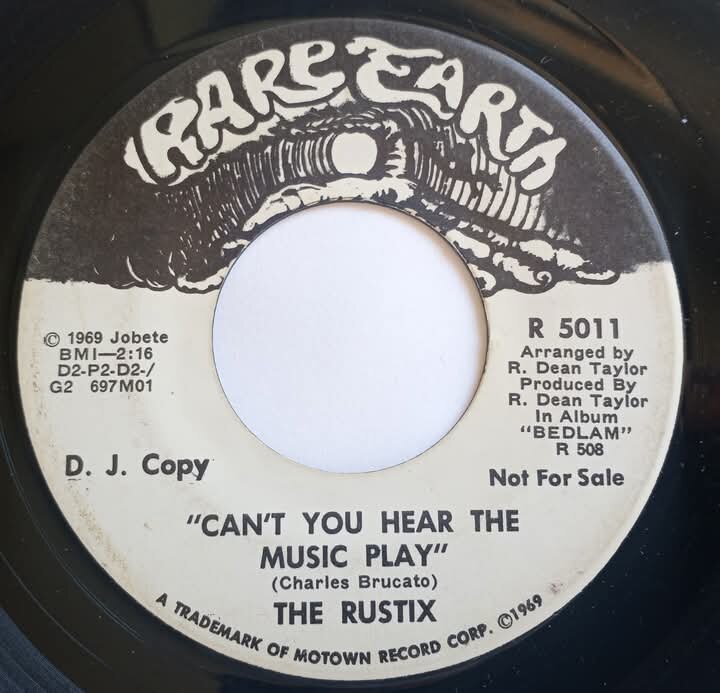 RARE EARTH
© 1969 Jobete
BMI—2:16
D2-P2-D2-/
G2 697M01
D. J. Copy
R 5011
Arranged by
R. Dean Taylor
Produced By
R. Dean Taylor
In Album
"BEDLAM"
R 508
Not For Sale
"CAN'T YOU HEAR THE
MUSIC PLAY"
(Charles Brucato)
THE RUSTIX
A TRADEMARK OF MOTOWN RECORD CORP. ©1969